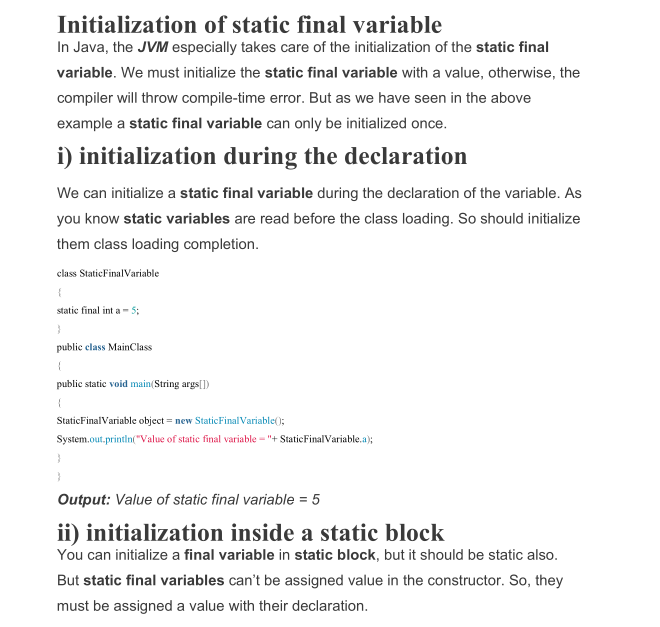 Initialization of static final variable
In Java, the JVM especially takes care of the initialization of the static final
variable. We must initialize the static final variable with a value, otherwise, the
compiler will throw compile-time error. But as we have seen in the above
example a static final variable can only be initialized once.
i) initialization during the declaration
We can initialize a static final variable during the declaration of the variable. As
you know static variables are read before the class loading. So should initialize
them class loading completion.
class StaticFinalVariable
{
static final int a = 5;
}
public class MainClass
{
public static void main(String args[])
{
StaticFinalVariable object = new StaticFinalVariable();
System.out.println("Value of static final variable = "+ StaticFinalVariable.a);
}
}
Output: Value of static final variable = 5
ii) initialization inside a static block
You can initialize a final variable in static block, but it should be static also.
But static final variables can’t be assigned value in the constructor. So, they
must be assigned a value with their declaration.